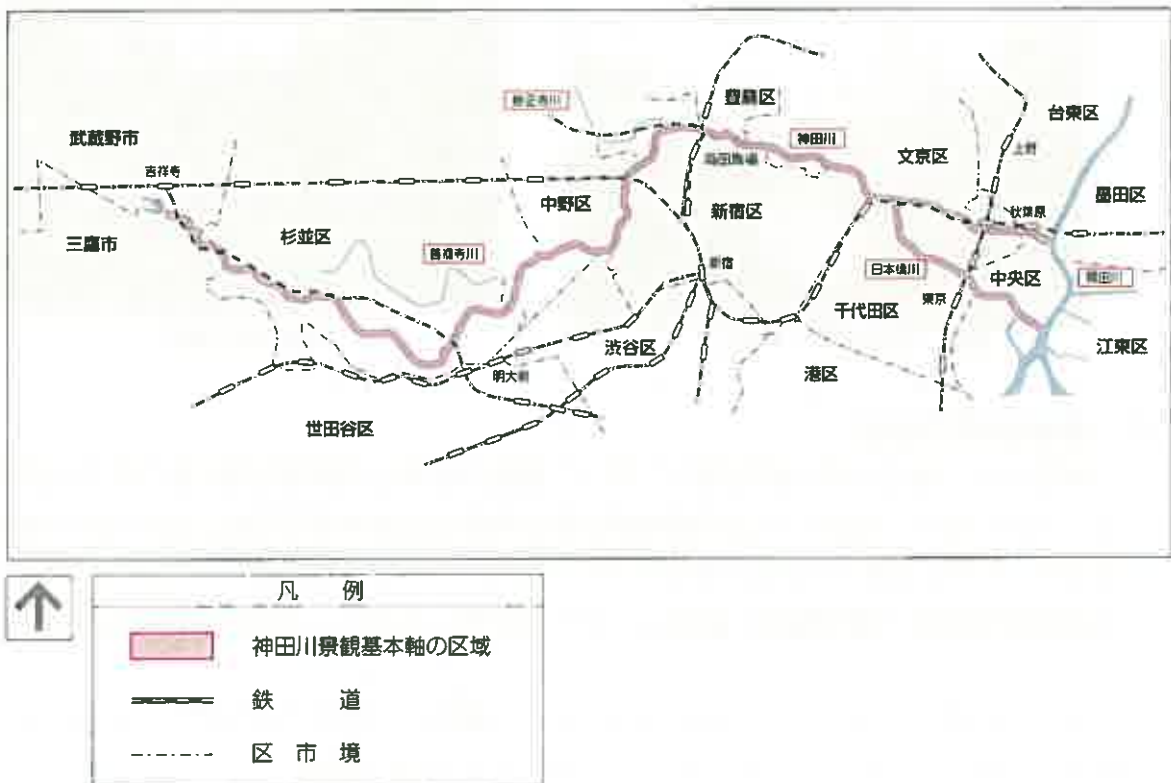 豊島区
台東区
武蔵野市
妙正寺川
神田川
文京区
上野
吉祥寺
高田馬場
墨田区
中野区
新宿区
秋葉原
三鷹市
杉並区
善福寺川
日本橋川
中央区
隅田川
新宿
東京
千代田区
渋谷区
江東区
明大前
港区
世田谷区
凡 例
神田川景観基本軸の区域
鉄 道
区 市 境